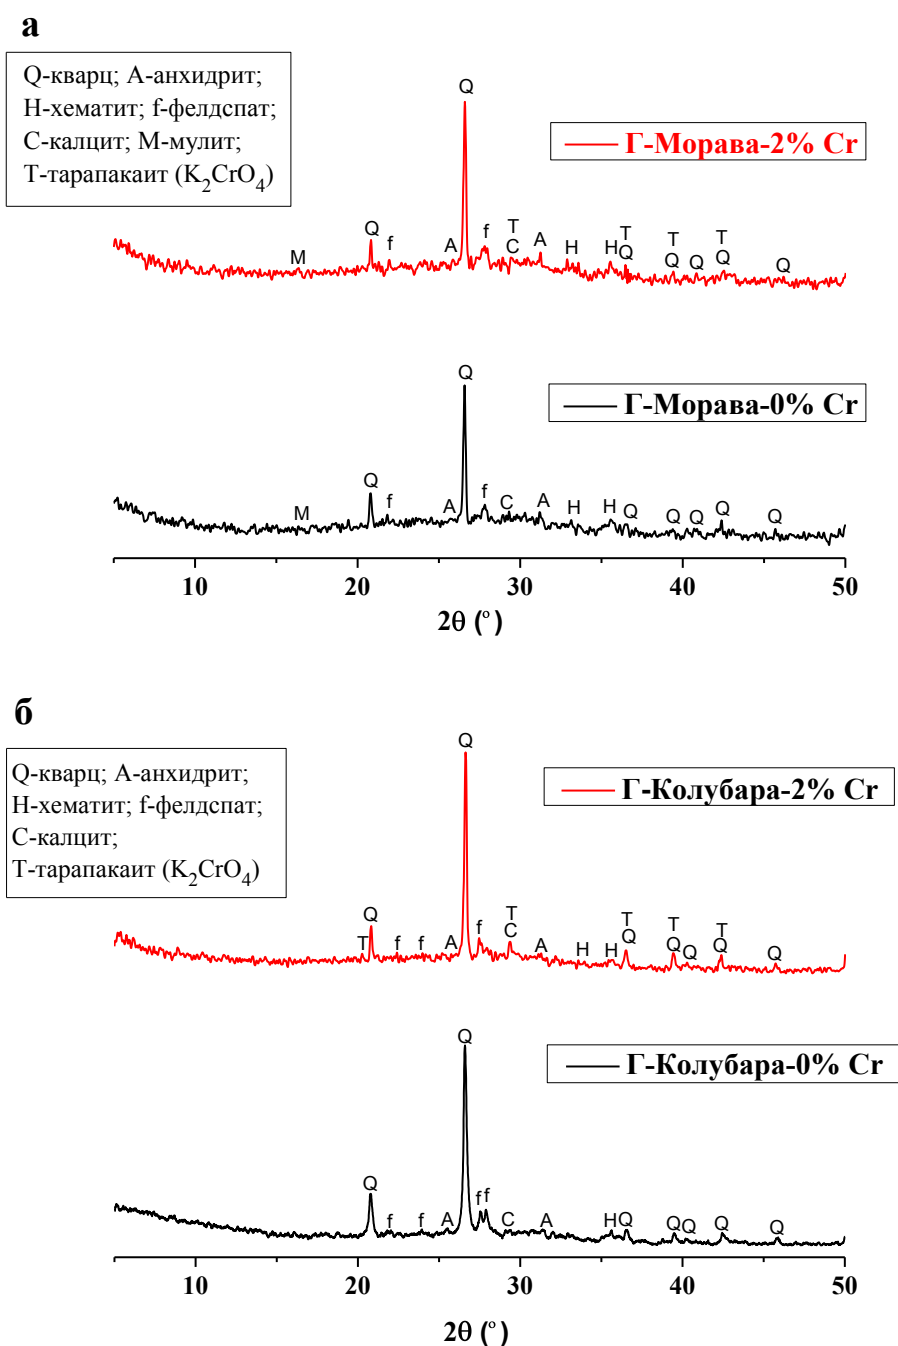 а
Q-кварц; А-анхидрит;
H-хематит; f-фелдспат;
C-калцит; М-мулит;
Т-тарапакаит (K₂CrO₄)
Q
Г-Морава-2% Cr
M
Q
f
A
f
T
C
A
H
H
T
Q
T
Q
Q
T
Q
Q
Q
Г-Морава-0% Cr
M
Q
f
A
f
C
A
H
H
Q
Q
Q
Q
Q
10 20 30 40 50
2θ (º)
б
Q-кварц; А-анхидрит;
H-хематит; f-фелдспат;
C-калцит;
Т-тарапакаит (K₂CrO₄)
Q
Г-Колубара-2% Cr
T
Q
f
f
A
f
T
C
A
H
H
T
Q
T
Q
Q
T
Q
Q
Q
Г-Колубара-0% Cr
Q
f
f
A
f
f
C
A
H
Q
Q
Q
Q
Q
10 20 30 40 50
2θ (º)